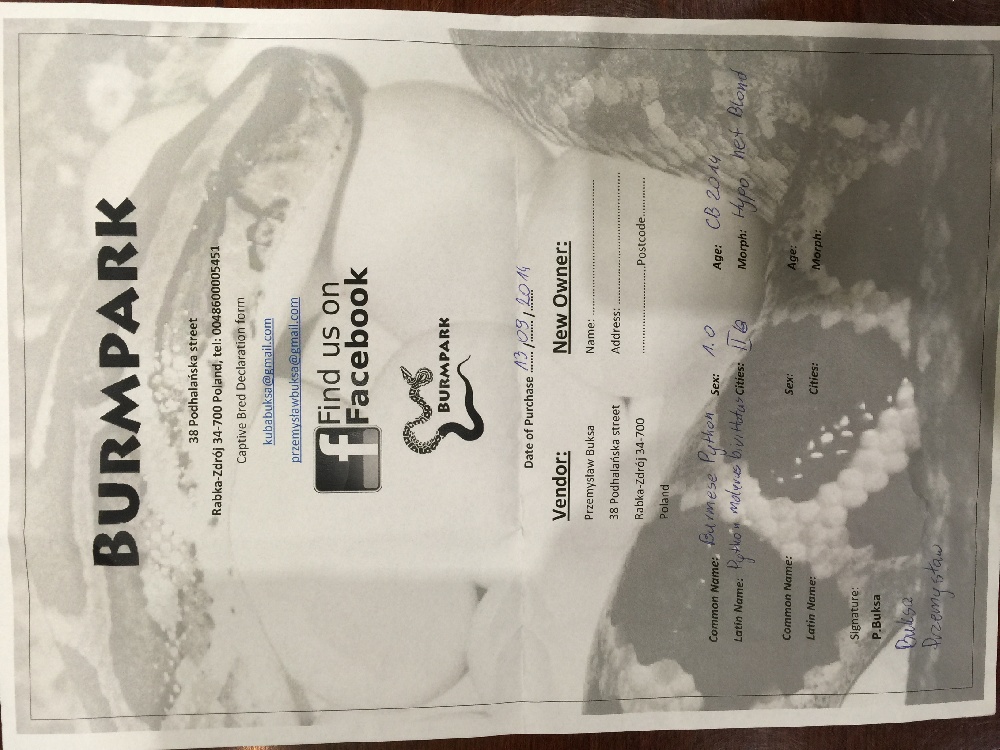 BURMPARK
38 Podhalańska street
Rabka-Zdrój 34-700 Poland, tel: 0048600005451
Captive Bred Declaration form
kubabuksa@gmail.com
przemyslawbuksa@gmail.com
f Find us on
Facebook
BURMPARK
Date of Purchase 13/09/2014
Vendor:
Przemysław Buksa
38 Podhalańska street
Rabka-Zdrój 34-700
Poland
New Owner:
Name: ................................
Address: ................................
................................Postcode..........
Common Name: Burmese Python Sex: 1.0 Age: CB 2014
Latin Name: Python molurus bivittatus Cities: Morph: Hypo, het Blond
Common Name: Sex: Age:
Latin Name: Cities: Morph:
Signature:
P.Buksa
Buksa
Przemysław